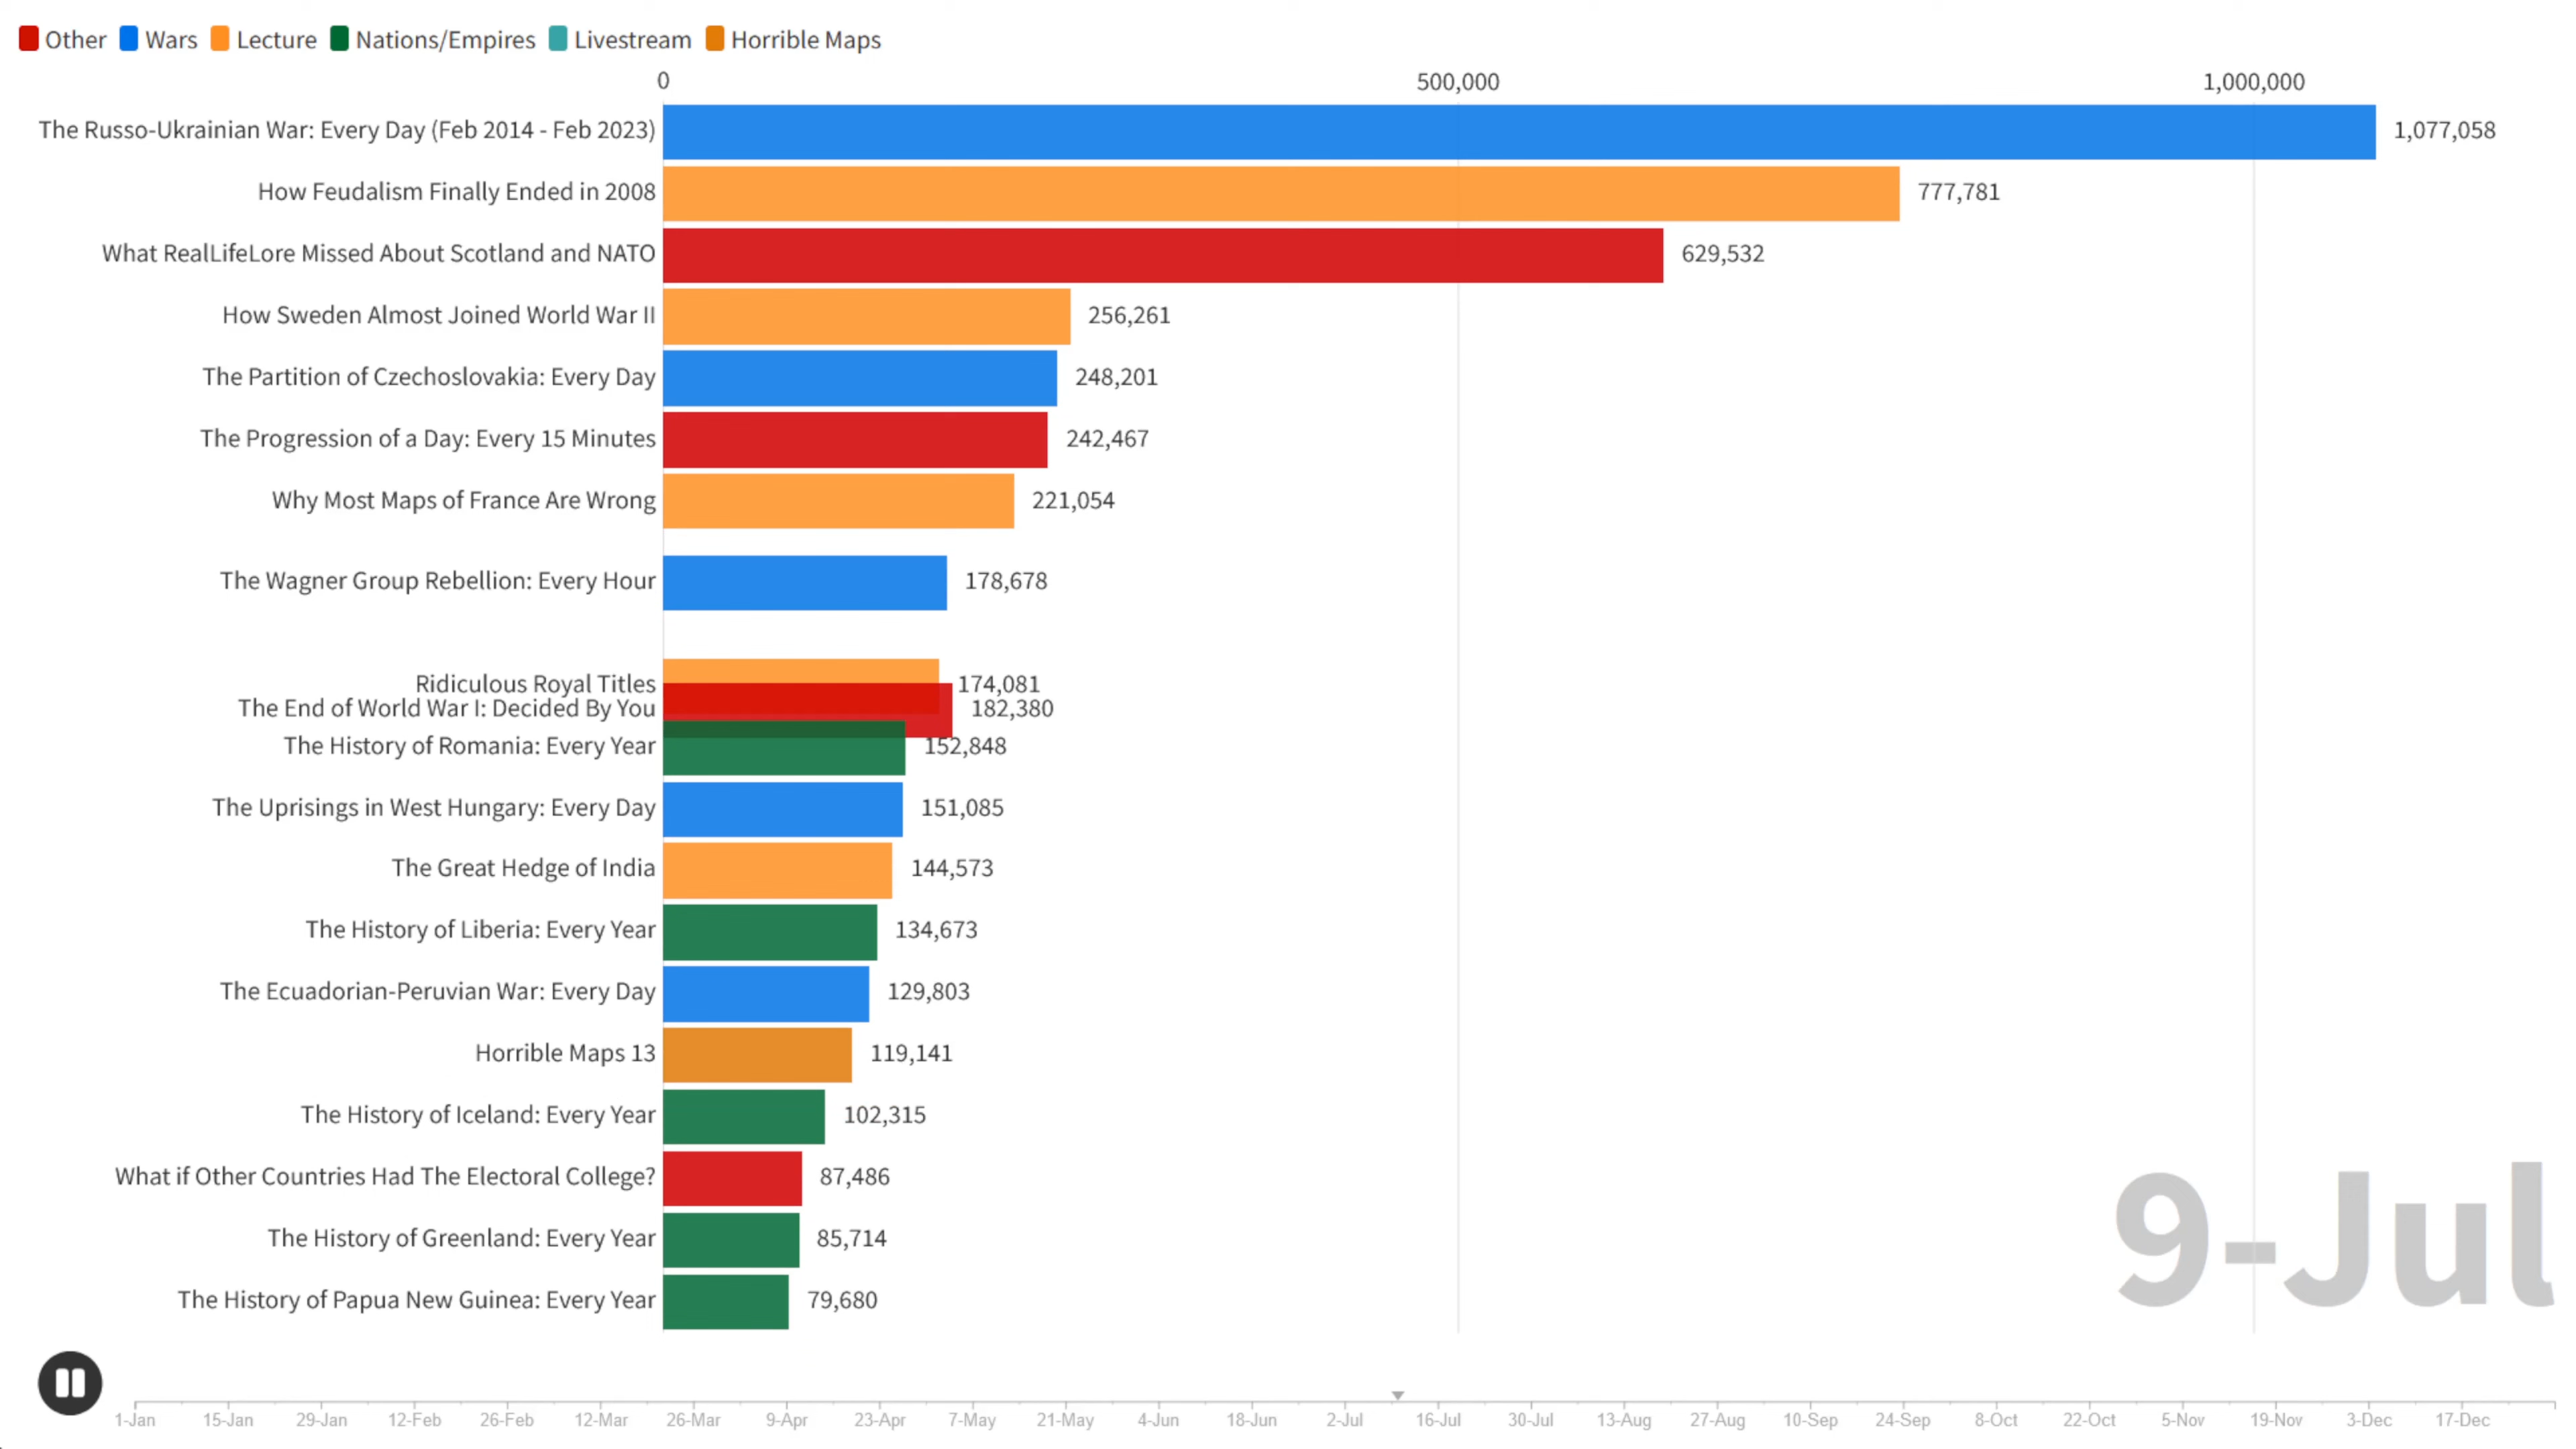 Other Wars Lecture Nations/Empires Livestream Horrible Maps
0 500,000 1,000,000
The Russo-Ukrainian War: Every Day (Feb 2014 - Feb 2023) 1,077,058
How Feudalism Finally Ended in 2008 777,781
What RealLifeLore Missed About Scotland and NATO 629,532
How Sweden Almost Joined World War II 256,261
The Partition of Czechoslovakia: Every Day 248,201
The Progression of a Day: Every 15 Minutes 242,467
Why Most Maps of France Are Wrong 221,054
The Wagner Group Rebellion: Every Hour 178,678
Ridiculous Royal Titles 174,081
The End of World War I: Decided By You 182,380
The History of Romania: Every Year 152,848
The Uprisings in West Hungary: Every Day 151,085
The Great Hedge of India 144,573
The History of Liberia: Every Year 134,673
The Ecuadorian-Peruvian War: Every Day 129,803
Horrible Maps 13 119,141
The History of Iceland: Every Year 102,315
What if Other Countries Had The Electoral College? 87,486
The History of Greenland: Every Year 85,714
The History of Papua New Guinea: Every Year 79,680
9-Jul
1-Jan 15-Jan 29-Jan 12-Feb 26-Feb 12-Mar 26-Mar 9-Apr 23-Apr 7-May 21-May 4-Jun 18-Jun 2-Jul 16-Jul 30-Jul 13-Aug 27-Aug 10-Sep 24-Sep 8-Oct 22-Oct 5-Nov 19-Nov 3-Dec 17-Dec